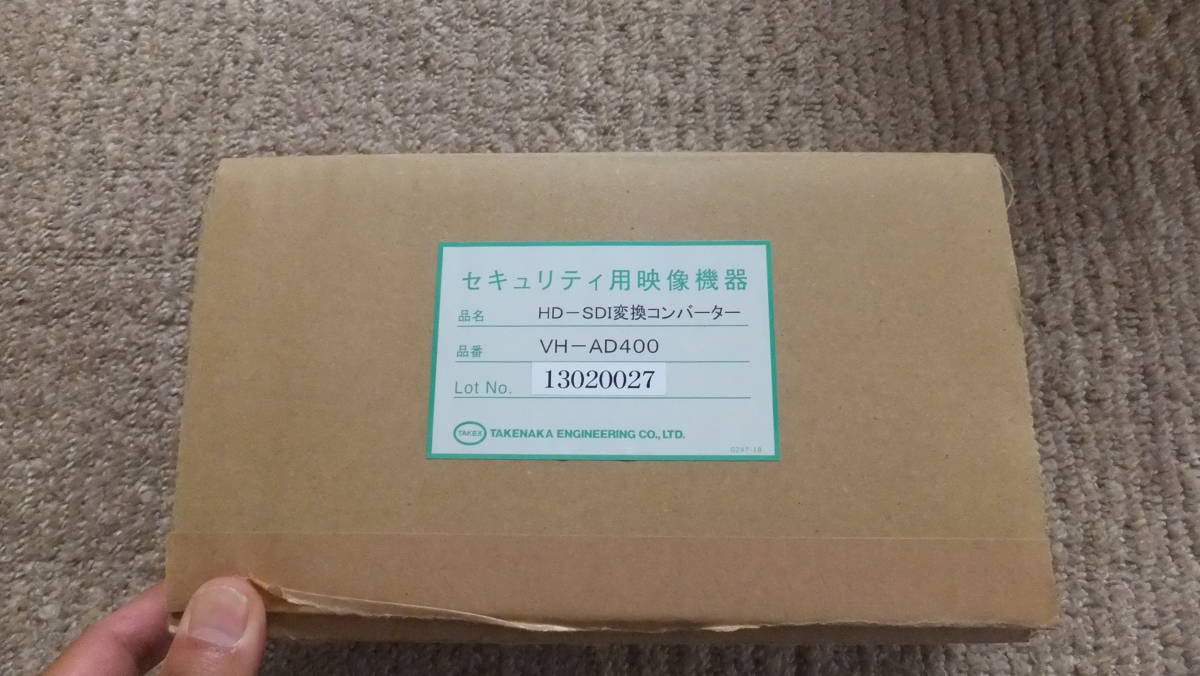 セキュリティ用映像機器
品名 HD－SDI変換コンバーター
品番 VH－AD400
Lot No. 13020027
TAKEX TAKENAKA ENGINEERING CO., LTD.